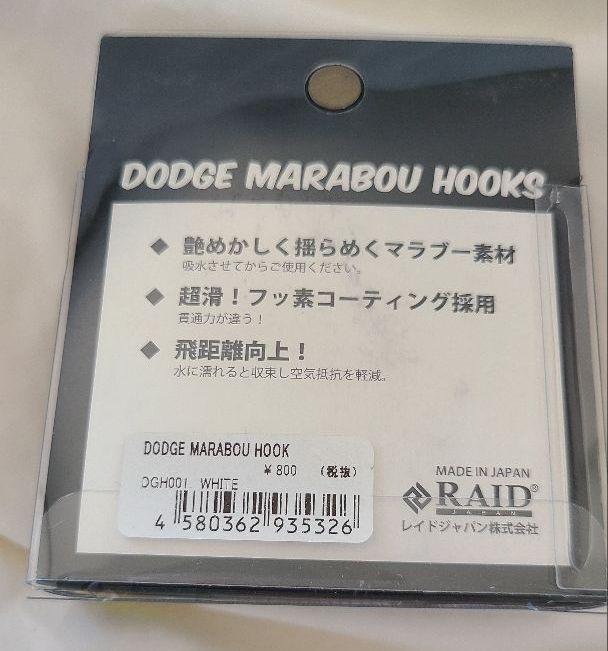 DODGE MARABOU HOOKS
◆ 艶めかしく揺らめくマラブー素材
吸水させてからご使用ください。
◆ 超滑！フッ素コーティング採用
貫通力が違う！
◆ 飛距離向上！
水に濡れると収束し空気抵抗を軽減。
DODGE MARABOU HOOK
¥800 (税抜)
DGH001 WHITE
4 580362 935326
MADE IN JAPAN
RAID®
JAPAN
レイドジャパン株式会社